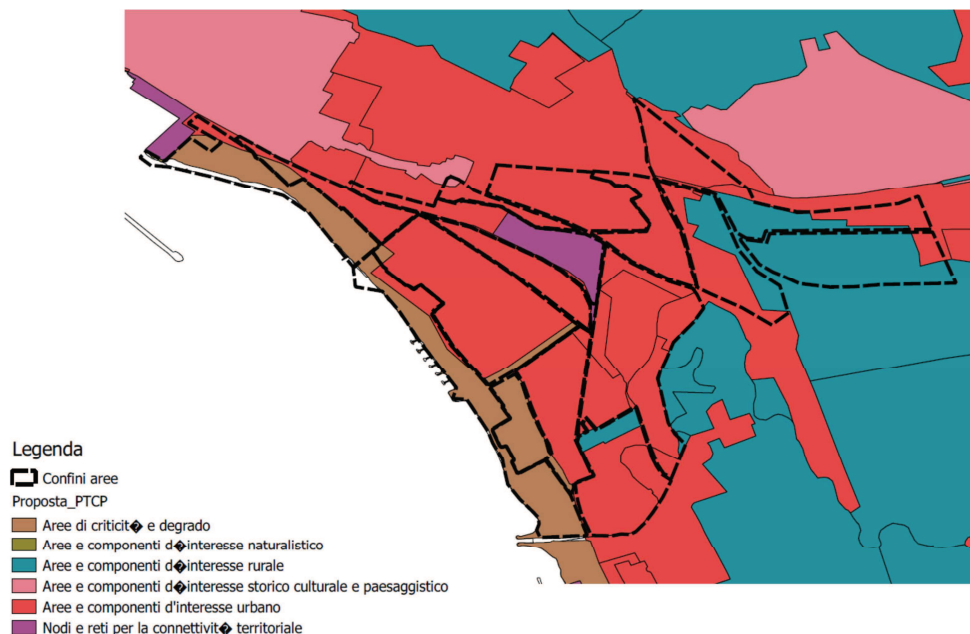 Legenda
Confini aree
Proposta_PTCP
Aree di criticit� e degrado
Aree e componenti d�interesse naturalistico
Aree e componenti d�interesse rurale
Aree e componenti d�interesse storico culturale e paesaggistico
Aree e componenti d'interesse urbano
Nodi e reti per la connettivit� territoriale